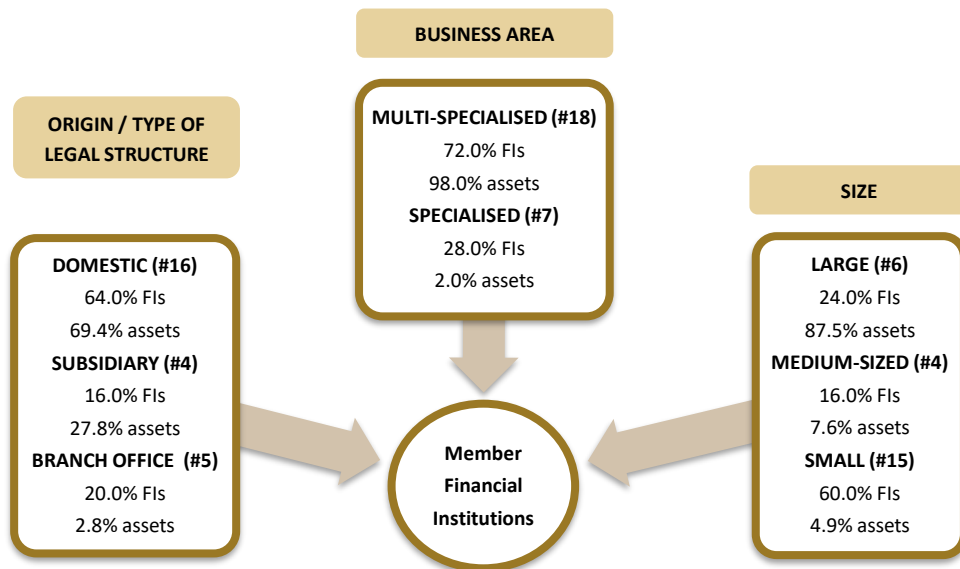 BUSINESS AREA
MULTI-SPECIALISED (#18)
72.0% FIs
98.0% assets
SPECIALISED (#7)
28.0% FIs
2.0% assets
ORIGIN / TYPE OF
LEGAL STRUCTURE
DOMESTIC (#16)
64.0% FIs
69.4% assets
SUBSIDIARY (#4)
16.0% FIs
27.8% assets
BRANCH OFFICE (#5)
20.0% FIs
2.8% assets
SIZE
LARGE (#6)
24.0% FIs
87.5% assets
MEDIUM-SIZED (#4)
16.0% FIs
7.6% assets
SMALL (#15)
60.0% FIs
4.9% assets
Member
Financial
Institutions